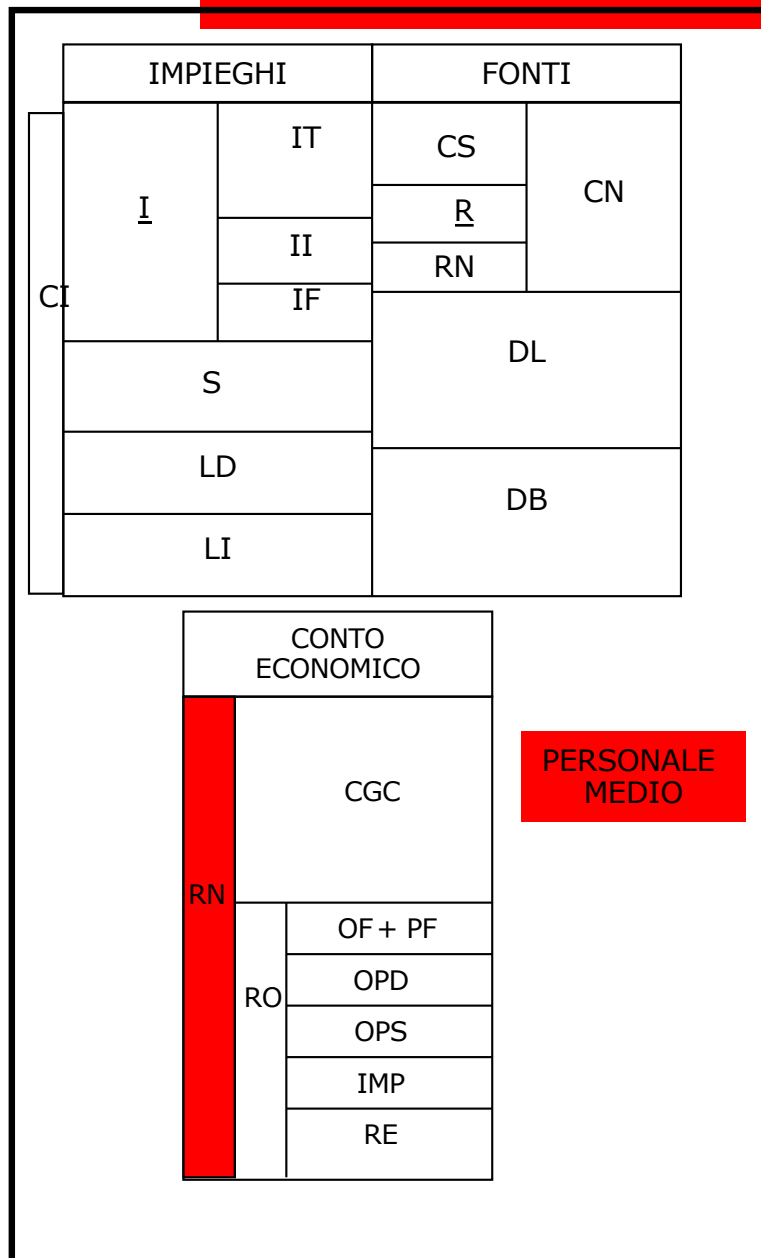 IMPIEGHI
FONTI
CI
I
IT
II
IF
CS
R
RN
CN
S
LD
LI
DL
DB
CONTO
ECONOMICO
RN
CGC
RO
OF + PF
OPD
OPS
IMP
RE
PERSONALE
MEDIO